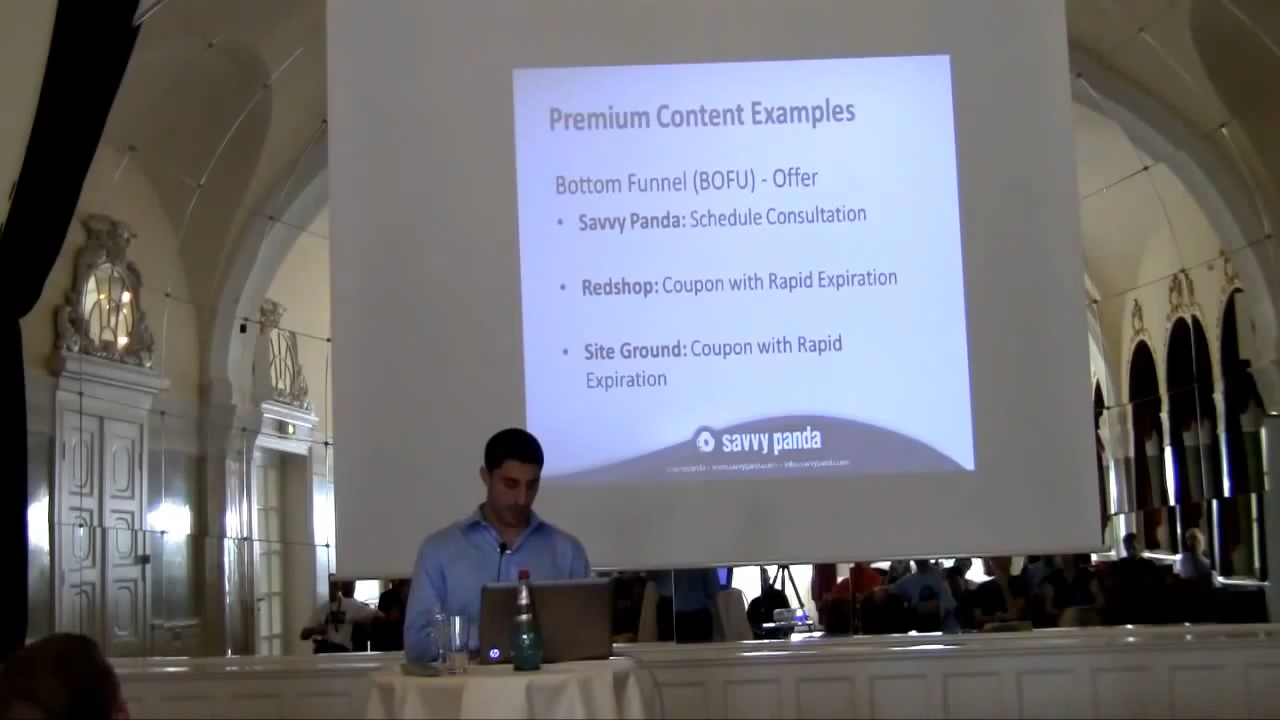 Premium Content Examples
Bottom Funnel (BOFU) - Offer
• Savvy Panda: Schedule Consultation
• Redshop: Coupon with Rapid Expiration
• Site Ground: Coupon with Rapid
Expiration
savvy panda
hp